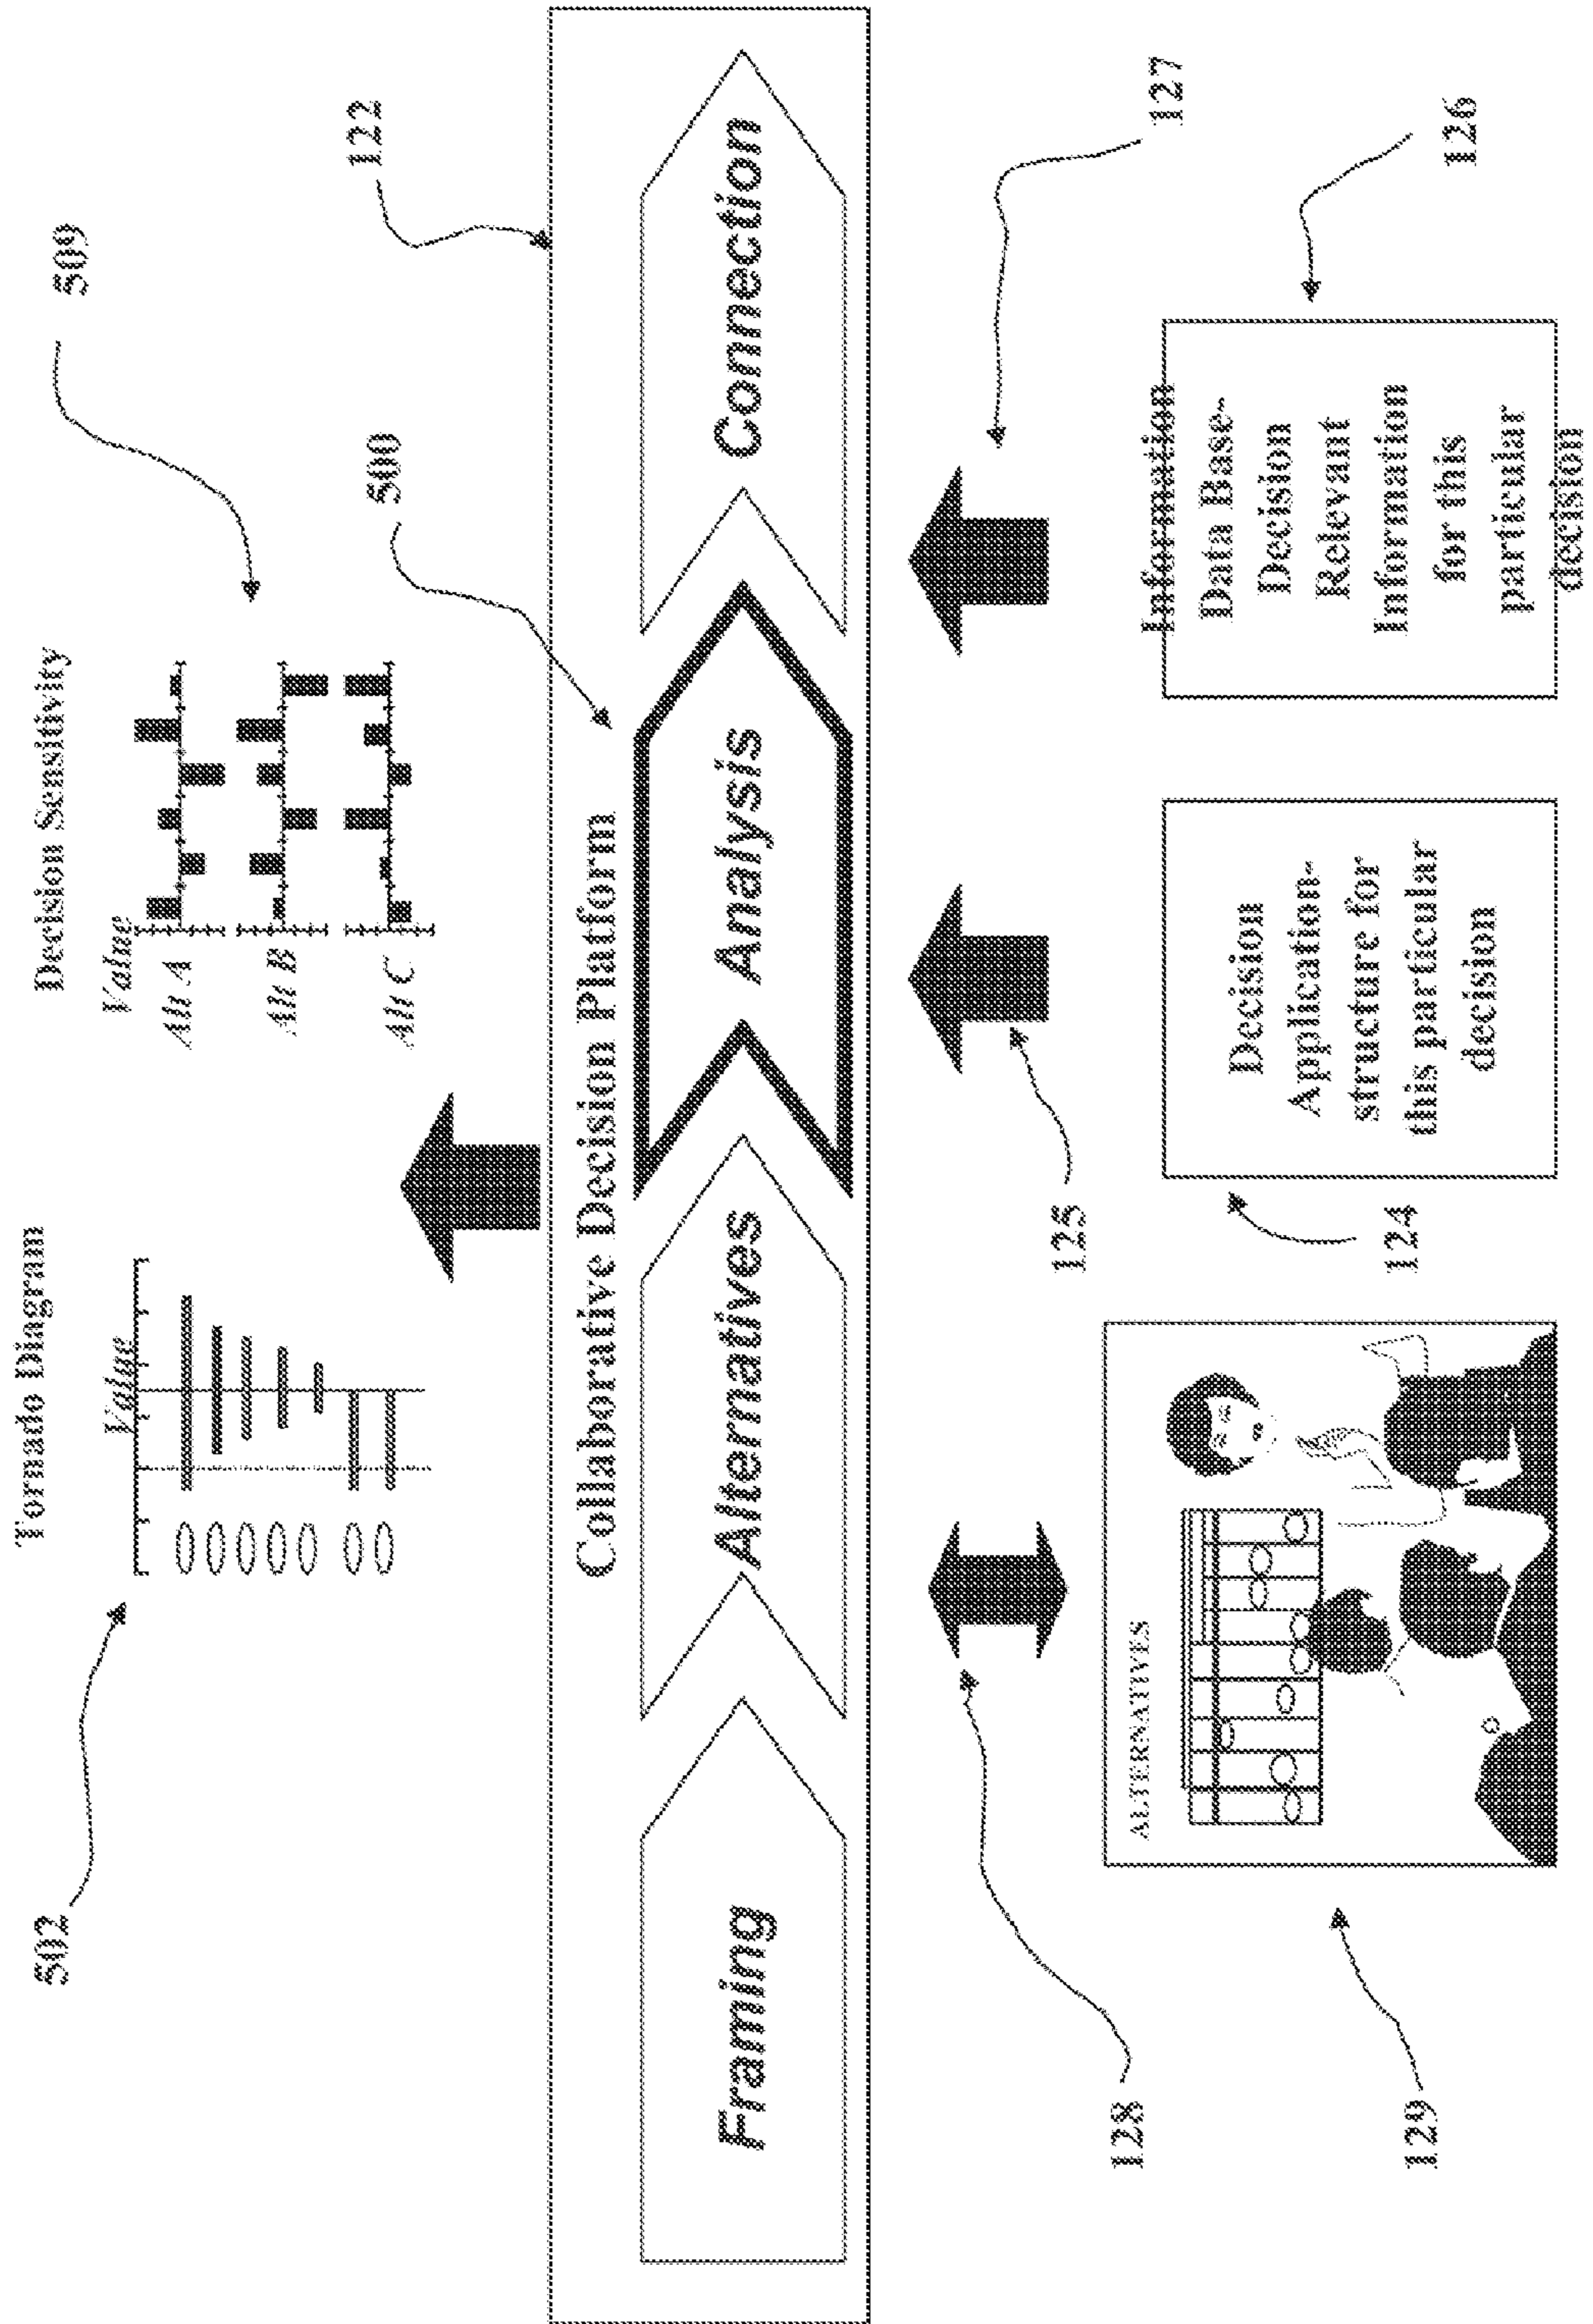 Tornado Diagram
Value
502
Decision Sensitivity
Value
Alt A
Alt B
Alt C
509
500
122
Collaborative Decision Platform
Framing
Alternatives
Analysis
Connection
128
129
ALTERNATIVES
125
124
Decision
Application-
structure for
this particular
decision
127
126
Information
Data Base-
Decision
Relevant
Information
for this
particular
decision